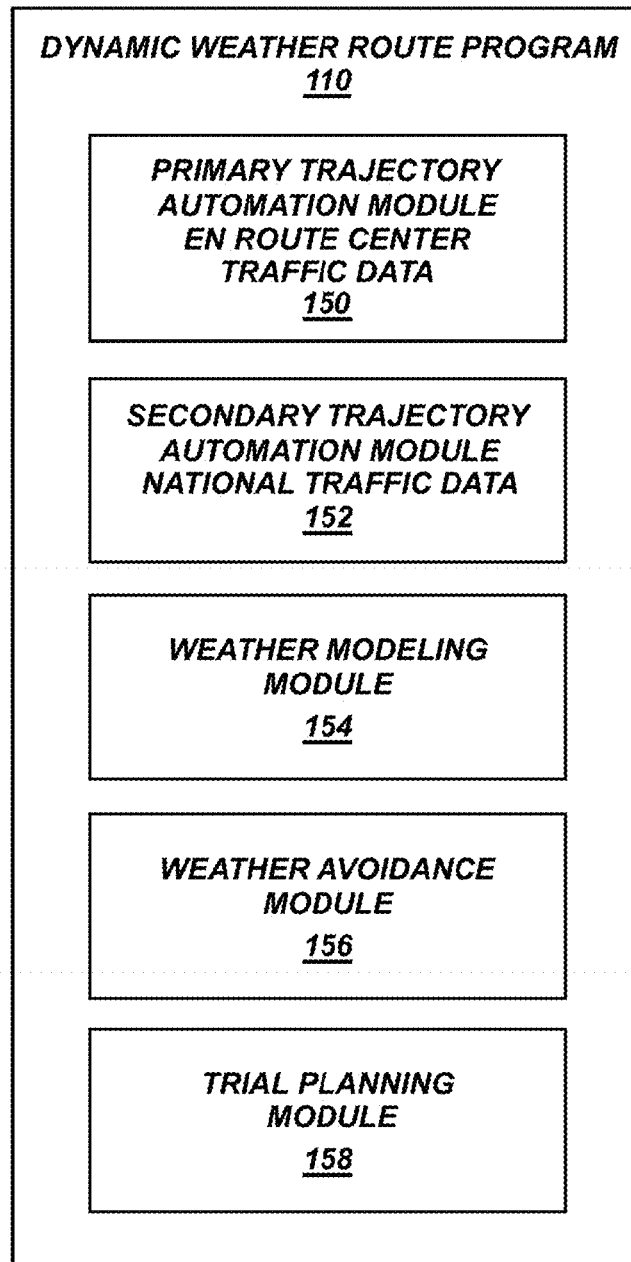 DYNAMIC WEATHER ROUTE PROGRAM
110
PRIMARY TRAJECTORY
AUTOMATION MODULE
EN ROUTE CENTER
TRAFFIC DATA
150
SECONDARY TRAJECTORY
AUTOMATION MODULE
NATIONAL TRAFFIC DATA
152
WEATHER MODELING
MODULE
154
WEATHER AVOIDANCE
MODULE
156
TRIAL PLANNING
MODULE
158